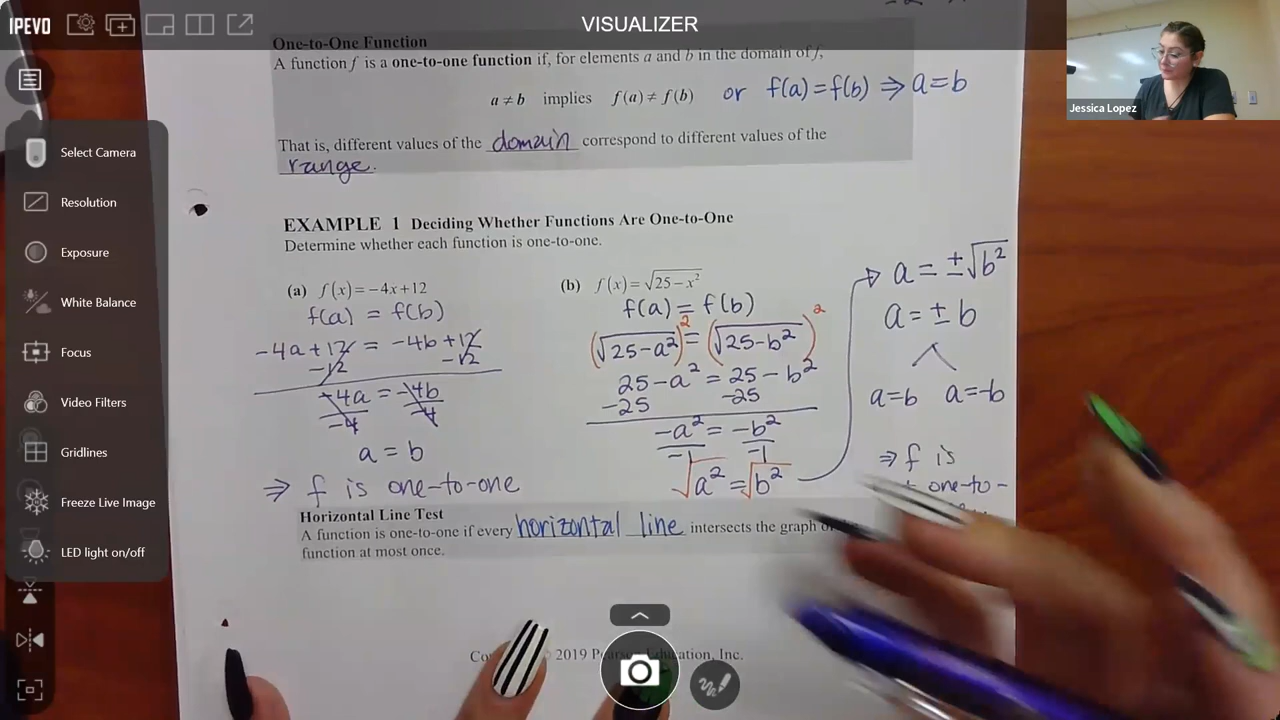 IPEVO
VISUALIZER
Jessica Lopez
Select Camera
Resolution
Exposure
White Balance
Focus
Video Filters
Gridlines
Freeze Live Image
LED light on/off
One-to-One Function
A function f is a one-to-one function if, for elements a and b in the domain of f,
a ≠ b implies f(a) ≠ f(b) or f(a) = f(b) ⇒ a = b
That is, different values of the domain correspond to different values of the
range.
EXAMPLE 1 Deciding Whether Functions Are One-to-One
Determine whether each function is one-to-one.
(a) f(x) = −4x + 12
f(a) = f(b)
-4a + 12 = -4b + 12
-12 -12
-4a = -4b
-4 -4
a = b
⇒ f is one-to-one
(b) f(x) = √25 − x²
f(a) = f(b)
(√25-a²)² = (√25-b²)²
25 - a² = 25 - b²
-25 -25
-a² = -b²
-1 -1
√a² = √b²
a = ±√b²
a = ± b
a = b a = -b
⇒ f is
one-to-
Horizontal Line Test
A function is one-to-one if every horizontal line intersects the graph
function at most once.
2019 Education, Inc.